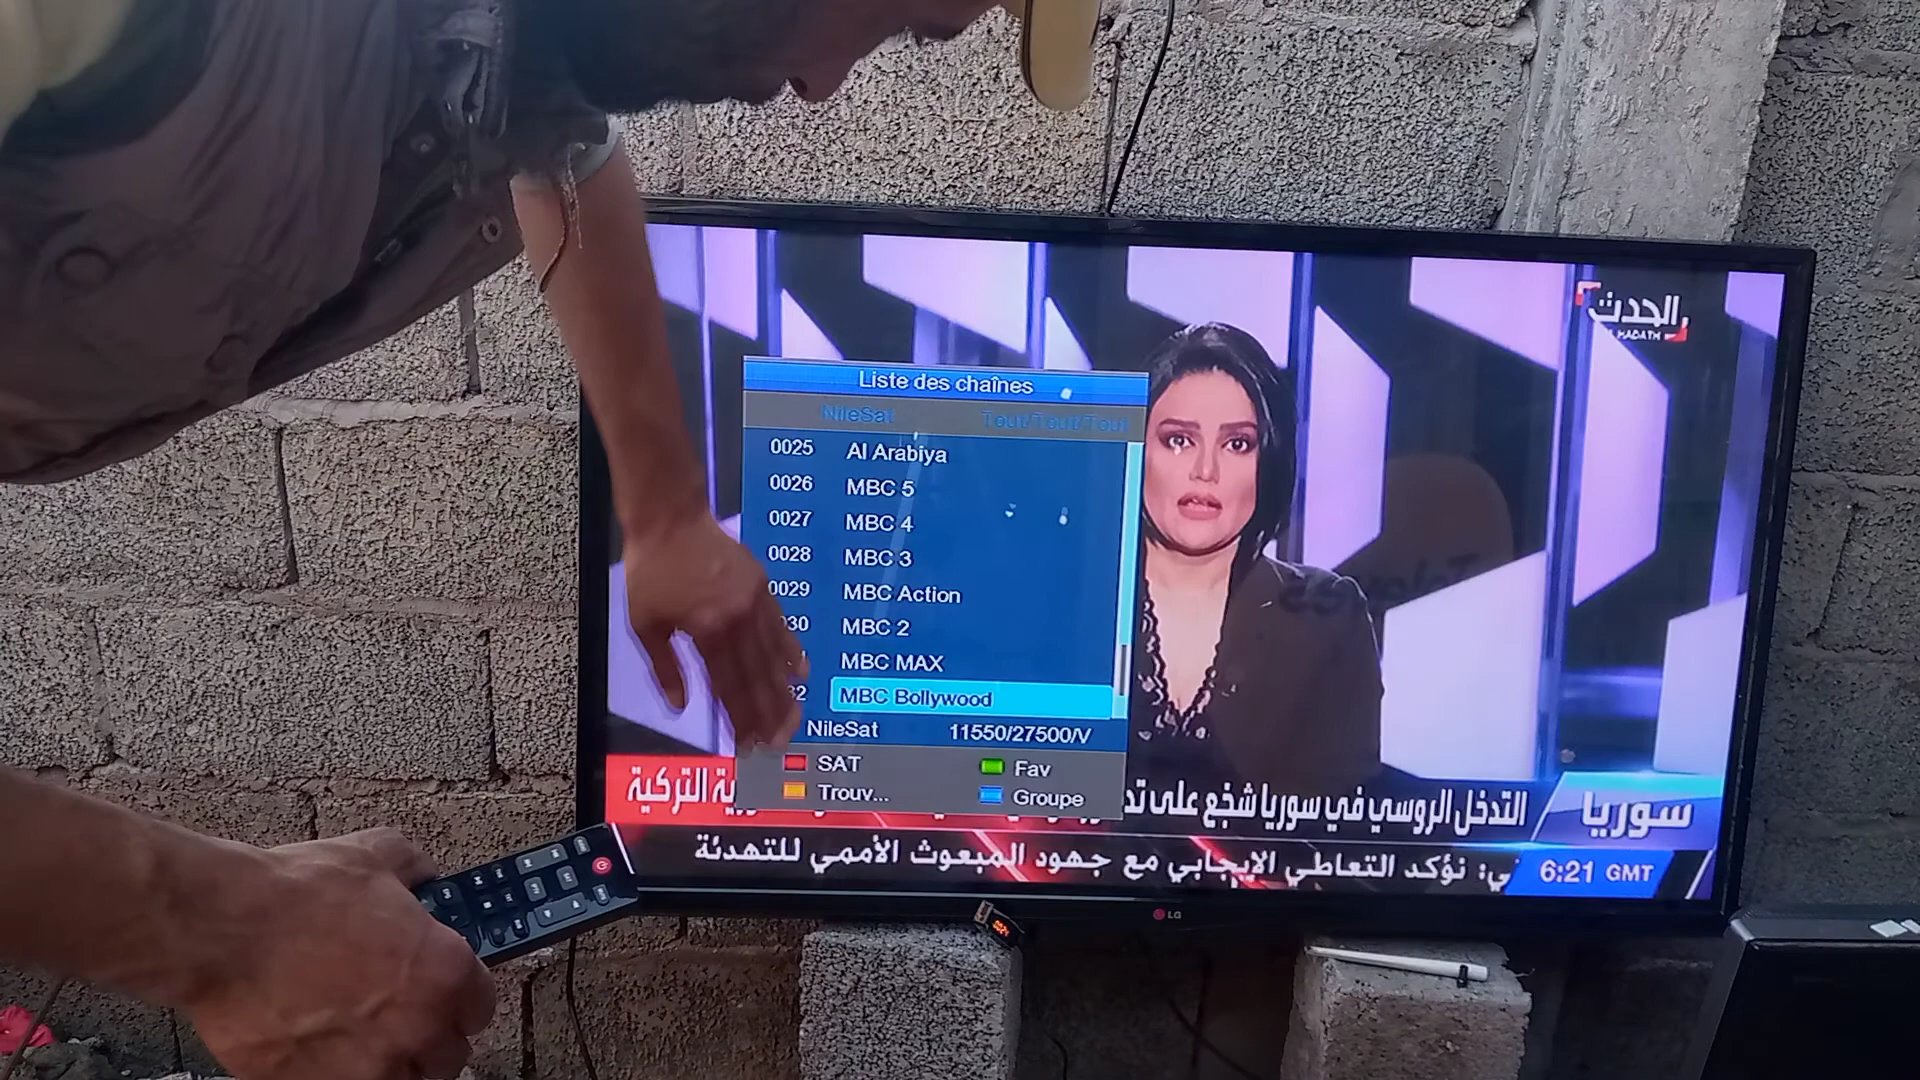 الحدث
Liste des chaînes
NileSat Tout/Tout/Tout
0025 Al Arabiya
0026 MBC 5
0027 MBC 4
0028 MBC 3
0029 MBC Action
30 MBC 2
MBC MAX
32 MBC Bollywood
NileSat 11550/27500/V
SAT Fav
Trouv... Groupe
سوريا
التدخل الروسي في سوريا شجع على
التركية
نؤكد التعاطي الإيجابي مع جهود المبعوث الأممي للتهدئة
6:21 GMT
LG